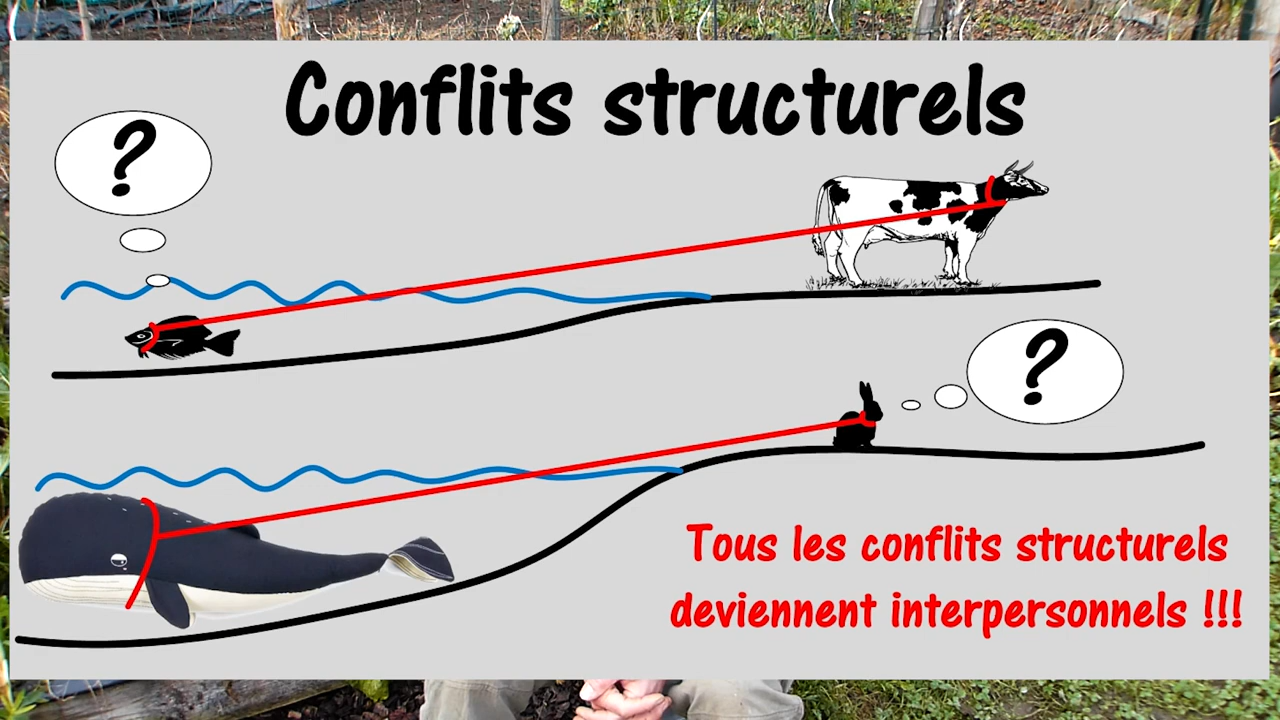 Conflits structurels
?
?
Tous les conflits structurels
deviennent interpersonnels !!!